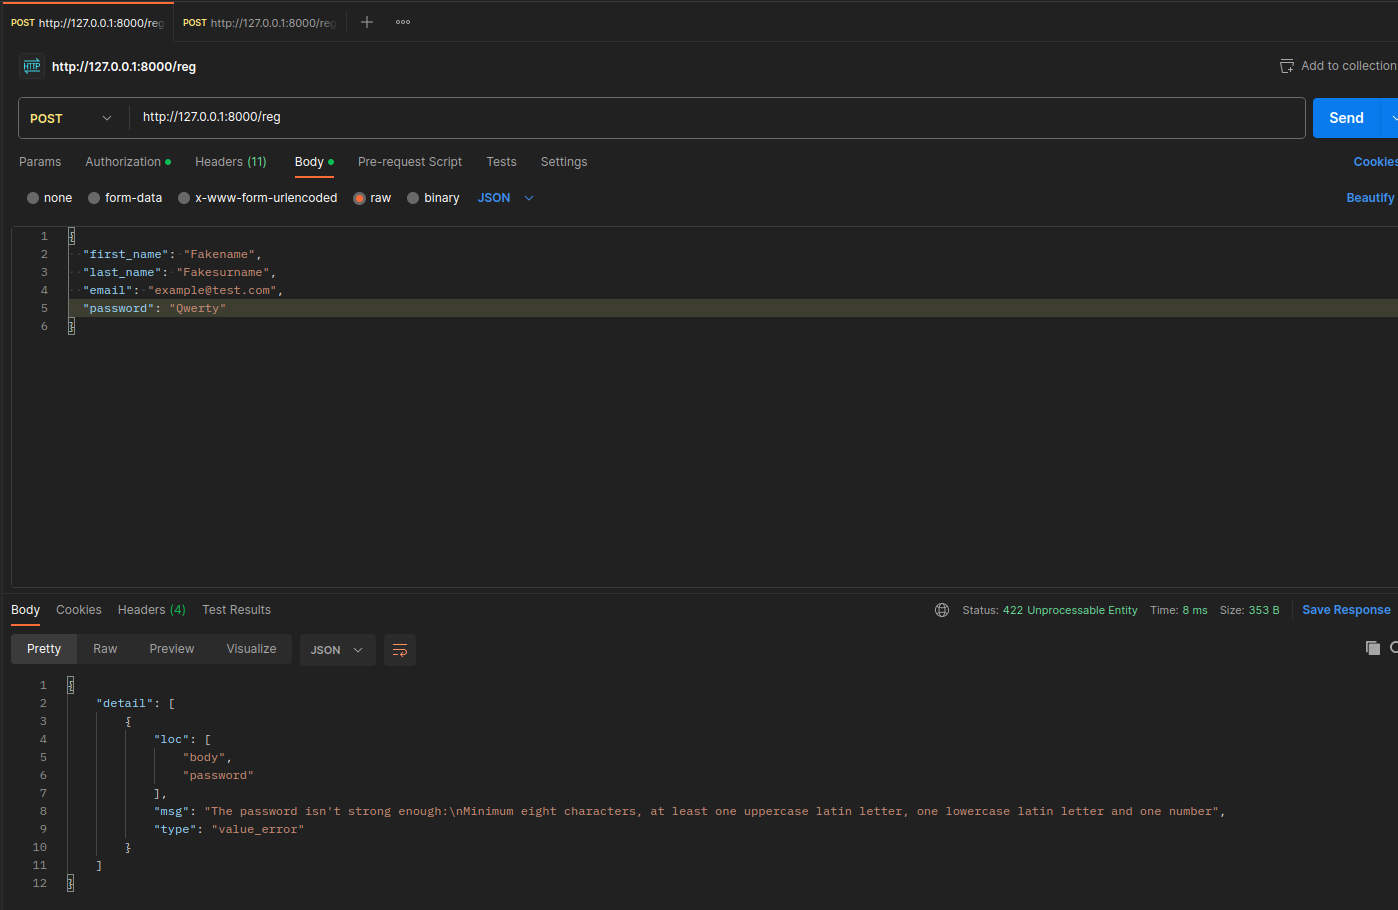 POST http://127.0.0.1:8000/reg POST http://127.0.0.1:8000/reg
HTTP http://127.0.0.1:8000/reg Add to collection
POST http://127.0.0.1:8000/reg Send
Params Authorization Headers (11) Body Pre-request Script Tests Settings Cookies
none form-data x-www-form-urlencoded raw binary JSON Beautify
1 {
2 "first_name": "Fakename",
3 "last_name": "Fakesurname",
4 "email": "example@test.com",
5 "password": "Qwerty"
6 }
Body Cookies Headers (4) Test Results Status: 422 Unprocessable Entity Time: 8 ms Size: 353 B Save Response
Pretty Raw Preview Visualize JSON
1 {
2 "detail": [
3 {
4 "loc": [
5 "body",
6 "password"
7 ],
8 "msg": "The password isn't strong enough:\nMinimum eight characters, at least one uppercase latin letter, one lowercase latin letter and one number",
9 "type": "value_error"
10 }
11 ]
12 }